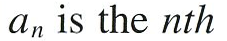 aₙ is the nth